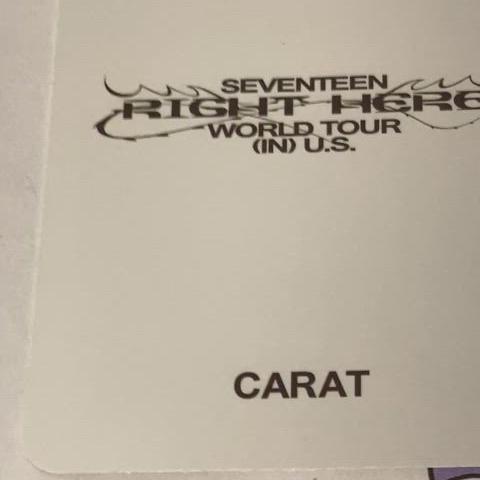 SEVENTEEN
RIGHT HERE
WORLD TOUR
(IN) U.S.
CARAT